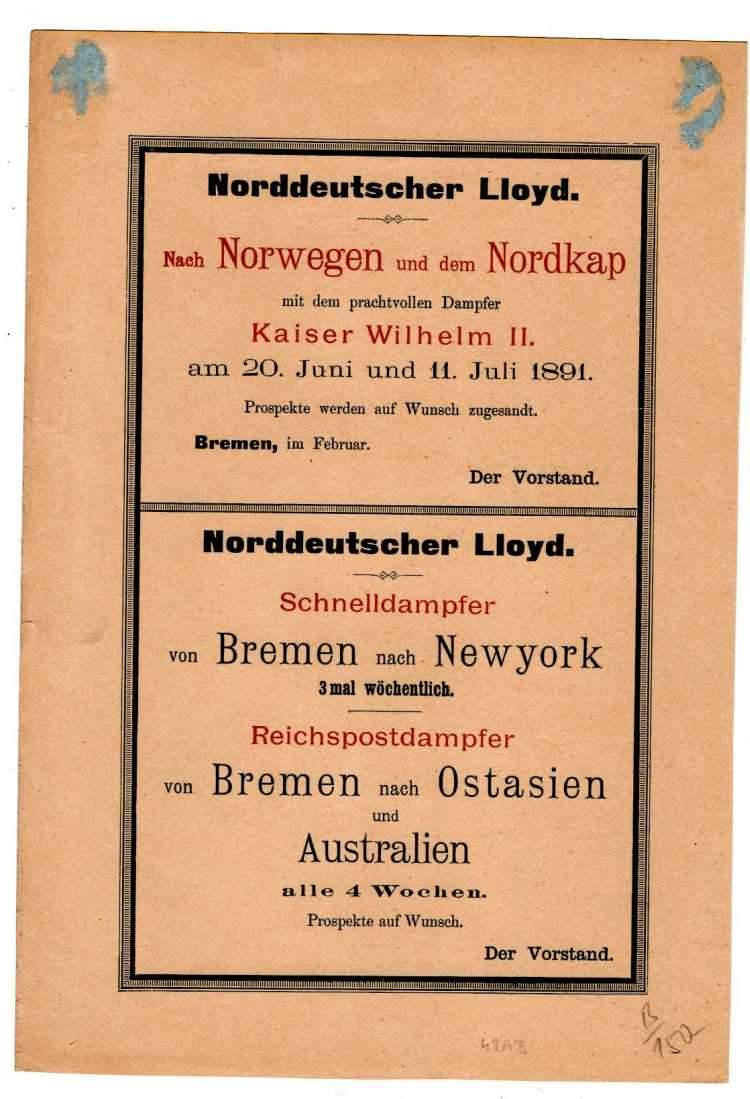 Norddeutscher Lloyd.
Nach Norwegen und dem Nordkap
mit dem prachtvollen Dampfer
Kaiser Wilhelm II.
am 20. Juni und 11. Juli 1891.
Prospekte werden auf Wunsch zugesandt.
Bremen, im Februar.
Der Vorstand.
Norddeutscher Lloyd.
Schnelldampfer
von Bremen nach Newyork
3 mal wöchentlich.
Reichspostdampfer
von Bremen nach Ostasien
und
Australien
alle 4 Wochen.
Prospekte auf Wunsch.
Der Vorstand.